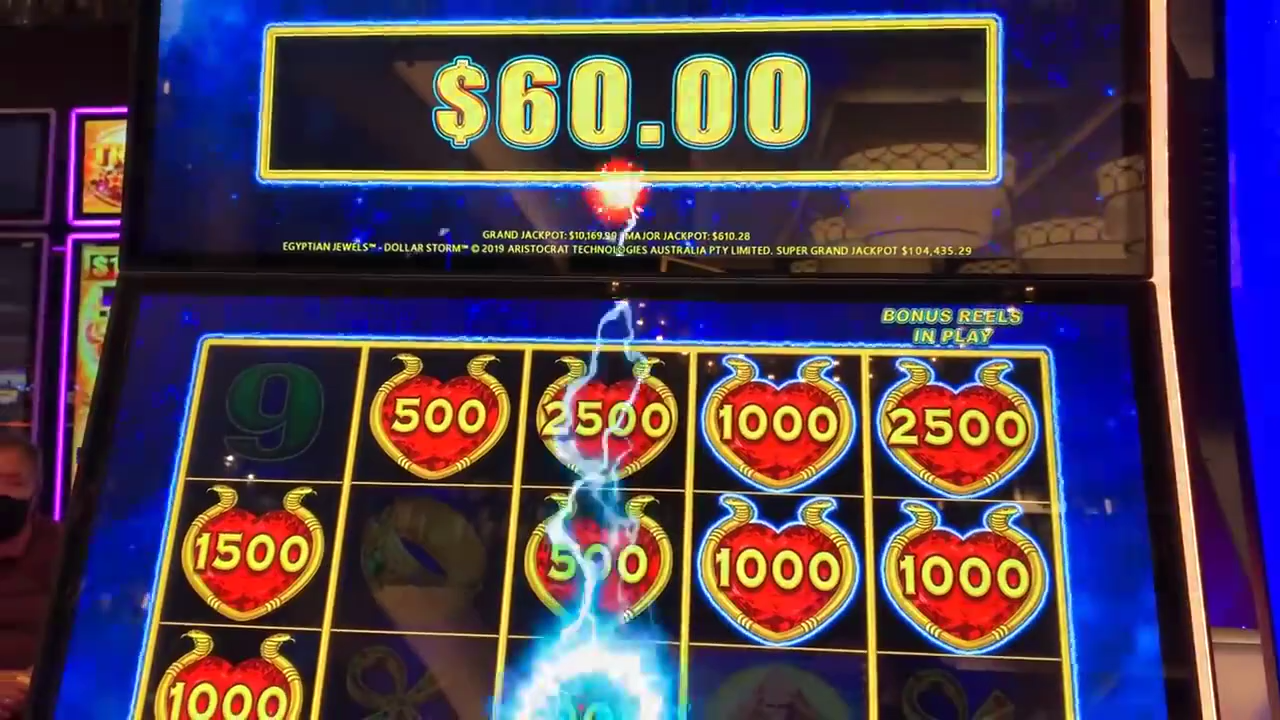 $60.00
GRAND JACKPOT: $10,169.99 MAJOR JACKPOT: $610.28
EGYPTIAN JEWELS™ - DOLLAR STORM™ © 2019 ARISTOCRAT TECHNOLOGIES AUSTRALIA PTY LIMITED. SUPER GRAND JACKPOT $104,435.29
BONUS REELS
IN PLAY
9 500 2500 1000 2500
1500 500 1000 1000
1000